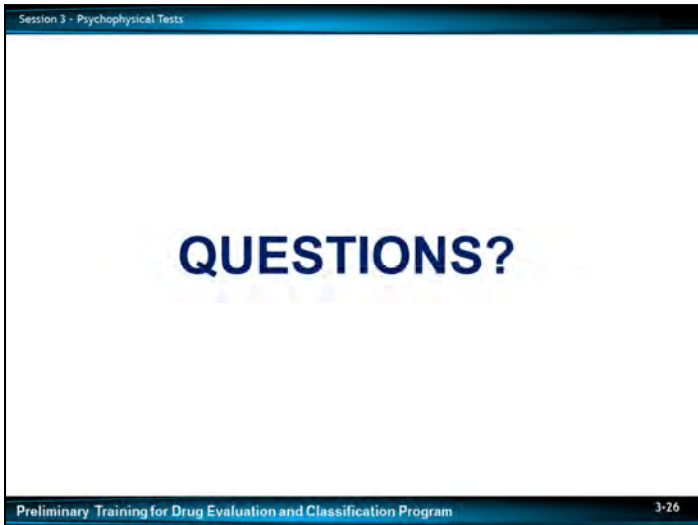 Session 3 - Psychophysical Tests
QUESTIONS?
Preliminary Training for Drug Evaluation and Classification Program
3-26